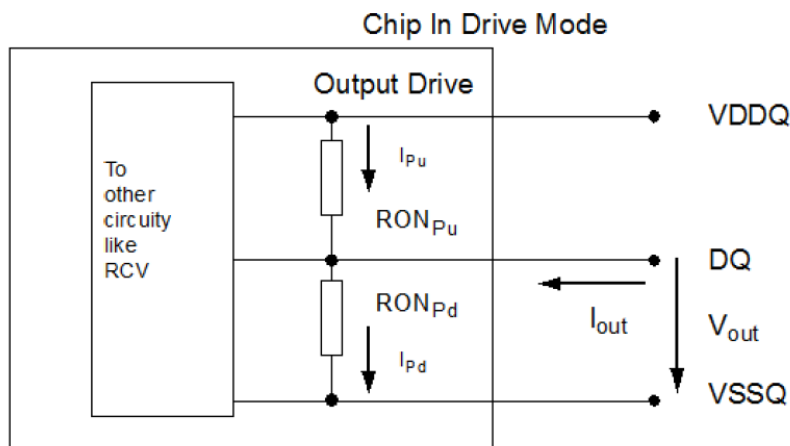 Chip In Drive Mode
Output Drive
VDDQ
To
other
circuity
like
RCV
IPu
RONPu
DQ
RONPd
Iout
Vout
IPd
VSSQ